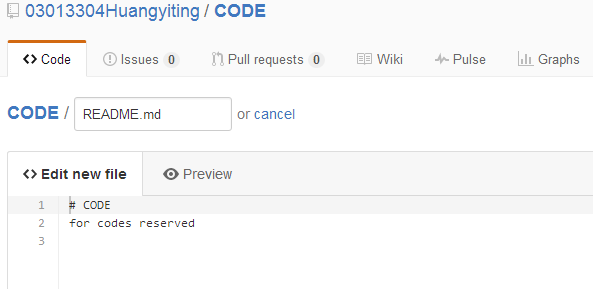 03013304Huangyiting / CODE
<> Code Issues 0 Pull requests 0 Wiki Pulse Graphs
CODE / README.md or cancel
<> Edit new file Preview
1 # CODE
2 for codes reserved
3